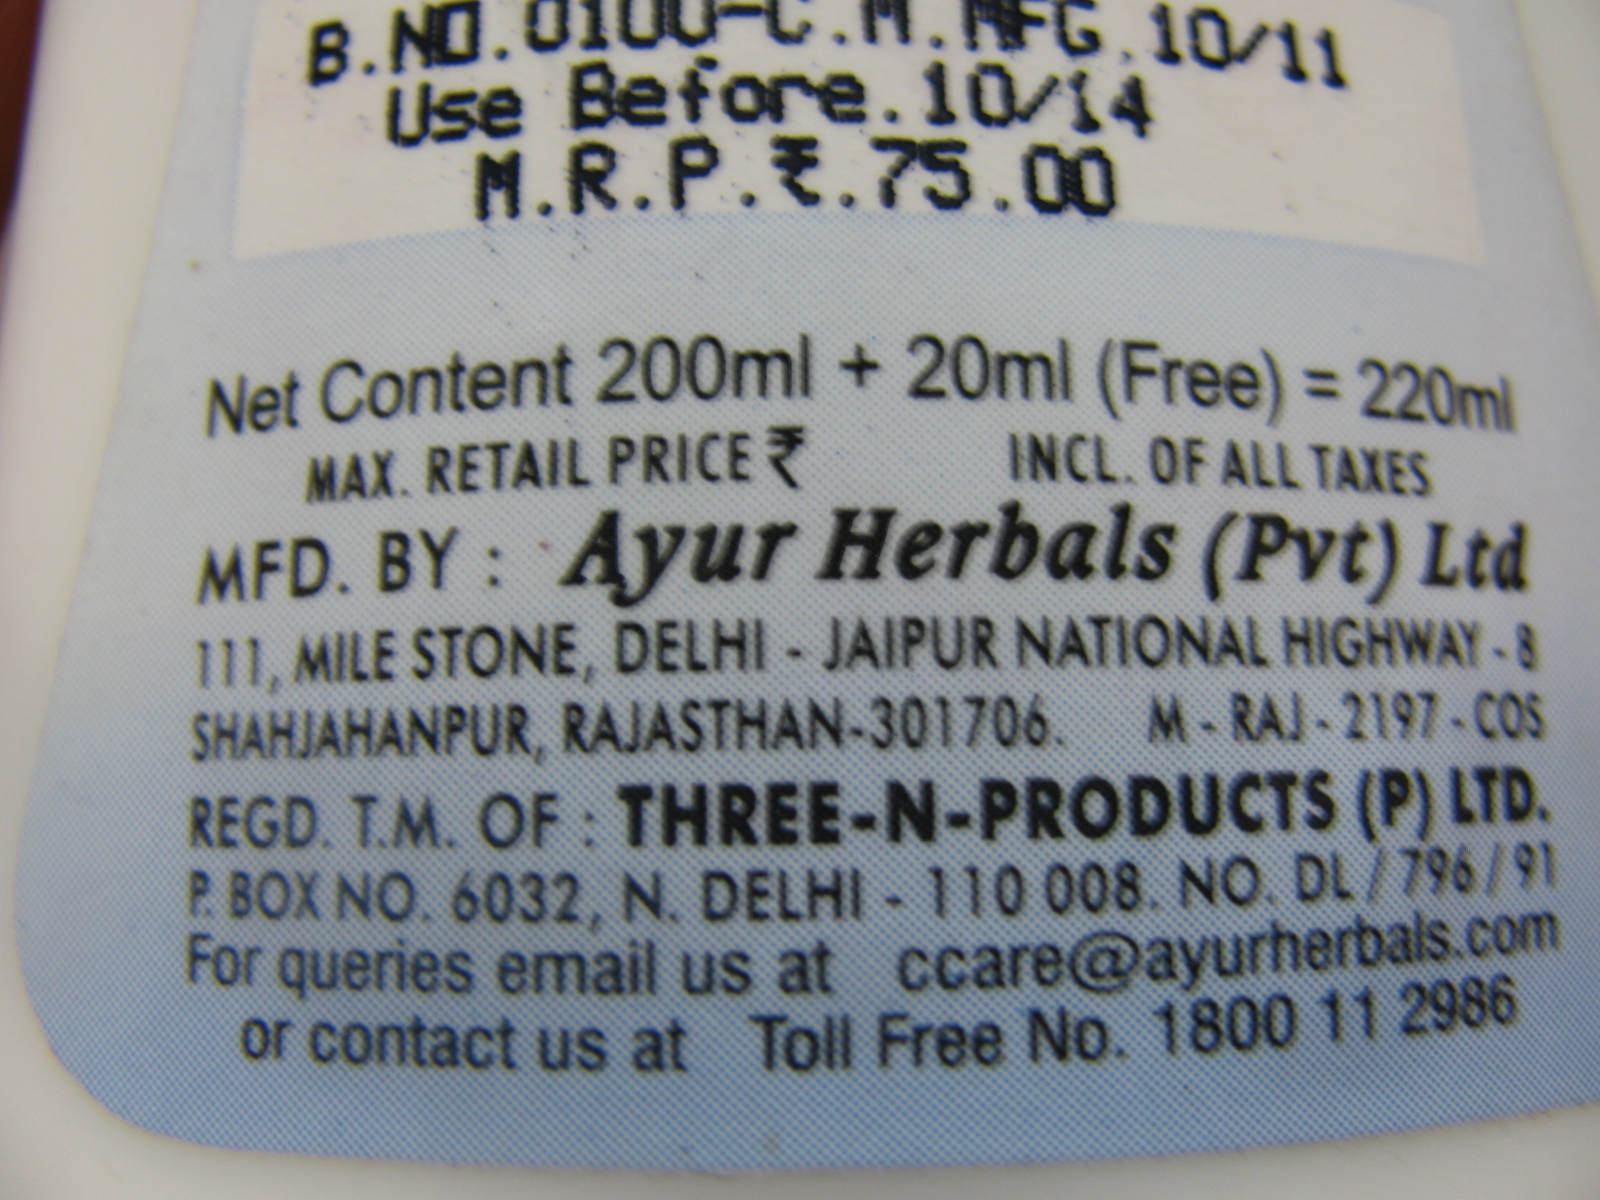 B.NO.0100-C.M.MFG.10/11
Use Before.10/14
M.R.P.₹.75.00
Net Content 200ml + 20ml (Free) = 220ml
MAX. RETAIL PRICE ₹ INCL. OF ALL TAXES
MFD. BY : Ayur Herbals (Pvt) Ltd
111, MILE STONE, DELHI - JAIPUR NATIONAL HIGHWAY - 8
SHAHJAHANPUR, RAJASTHAN-301706. M - RAJ - 2197 - COS
REGD. T.M. OF : THREE-N-PRODUCTS (P) LTD.
P. BOX NO. 6032, N. DELHI - 110 008. NO. DL / 796 / 91
For queries email us at ccare@ayurherbals.com
or contact us at Toll Free No. 1800 11 2986